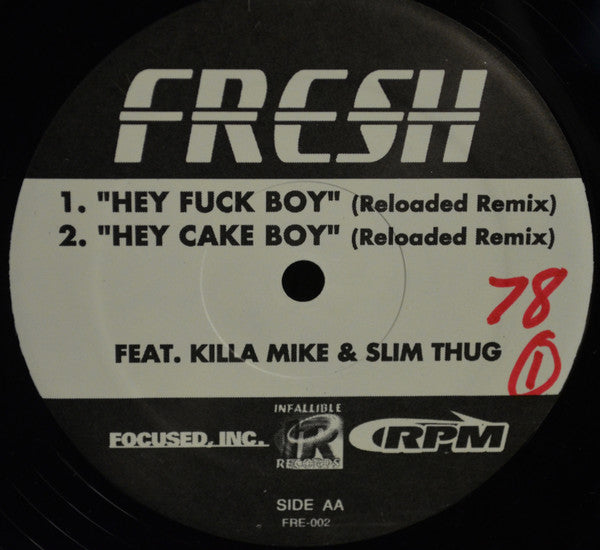 FRESH
1. "HEY FUCK BOY" (Reloaded Remix)
2. "HEY CAKE BOY" (Reloaded Remix)
78
FEAT. KILLA MIKE & SLIM THUG
1
INFALLIBLE
FOCUSED, INC. R RPM
RECORDS
SIDE AA
FRE-002